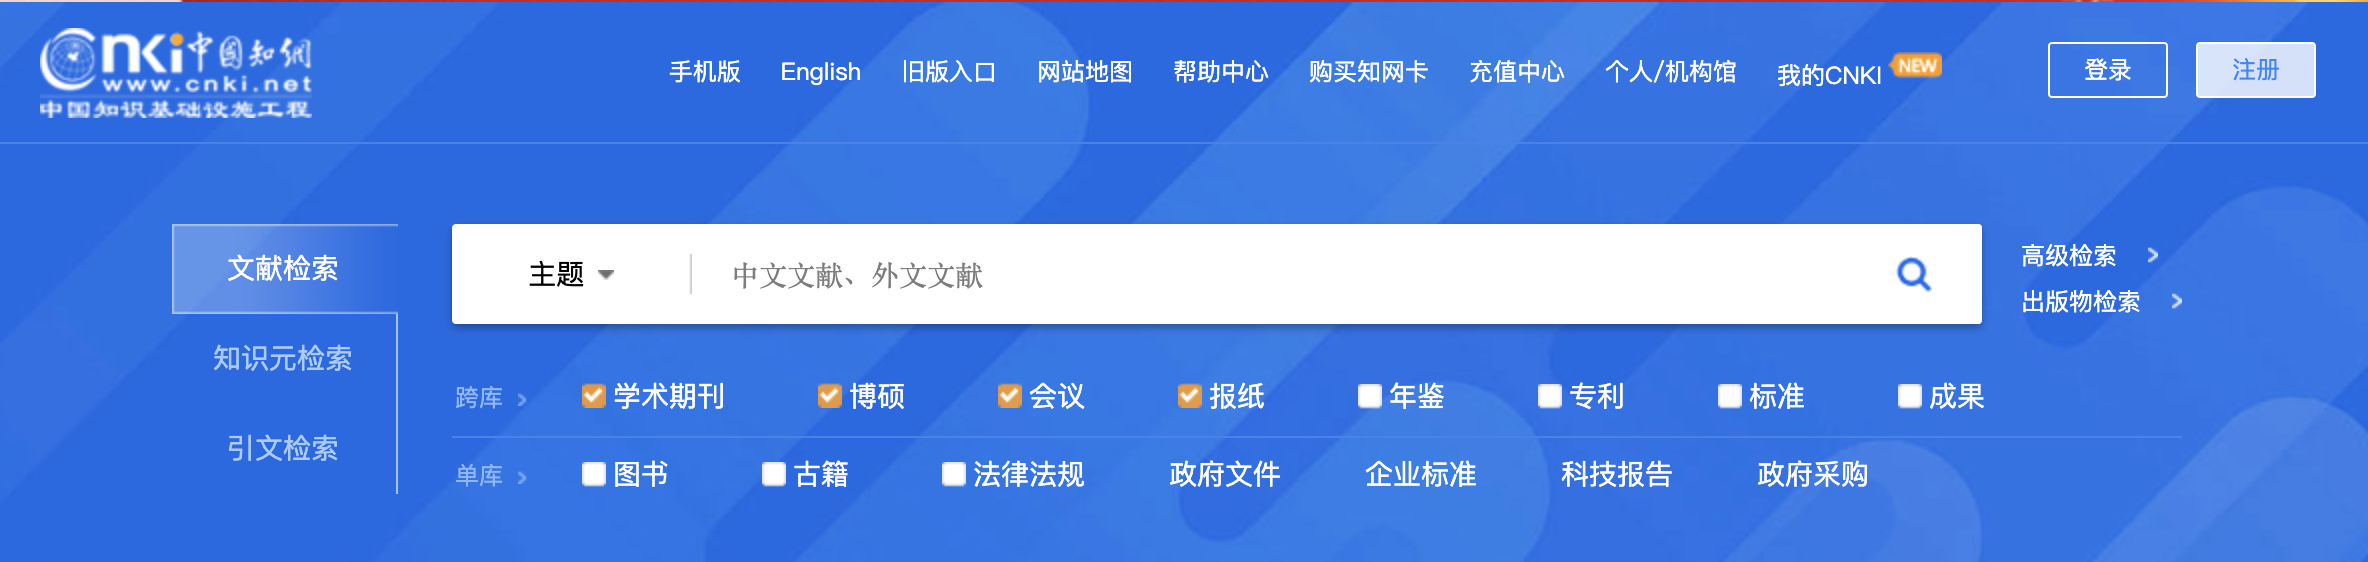 cnki中国知網
www.cnki.net
中国知识基础设施工程
手机版 English 旧版入口 网站地图 帮助中心 购买知网卡 充值中心 个人/机构馆 我的CNKI NEW 登录 注册
文献检索
知识元检索
引文检索
主题 中文文献、外文文献
高级检索 >
出版物检索 >
跨库 > 学术期刊 博硕 会议 报纸 年鉴 专利 标准 成果
单库 > 图书 古籍 法律法规 政府文件 企业标准 科技报告 政府采购